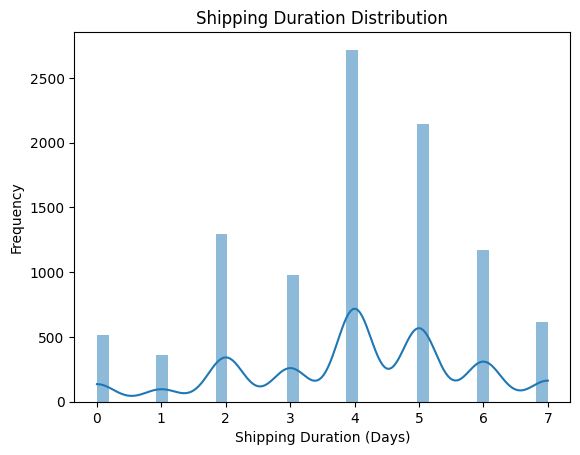 Shipping Duration Distribution
Frequency
2500
2000
1500
1000
500
0
0 1 2 3 4 5 6 7
Shipping Duration (Days)